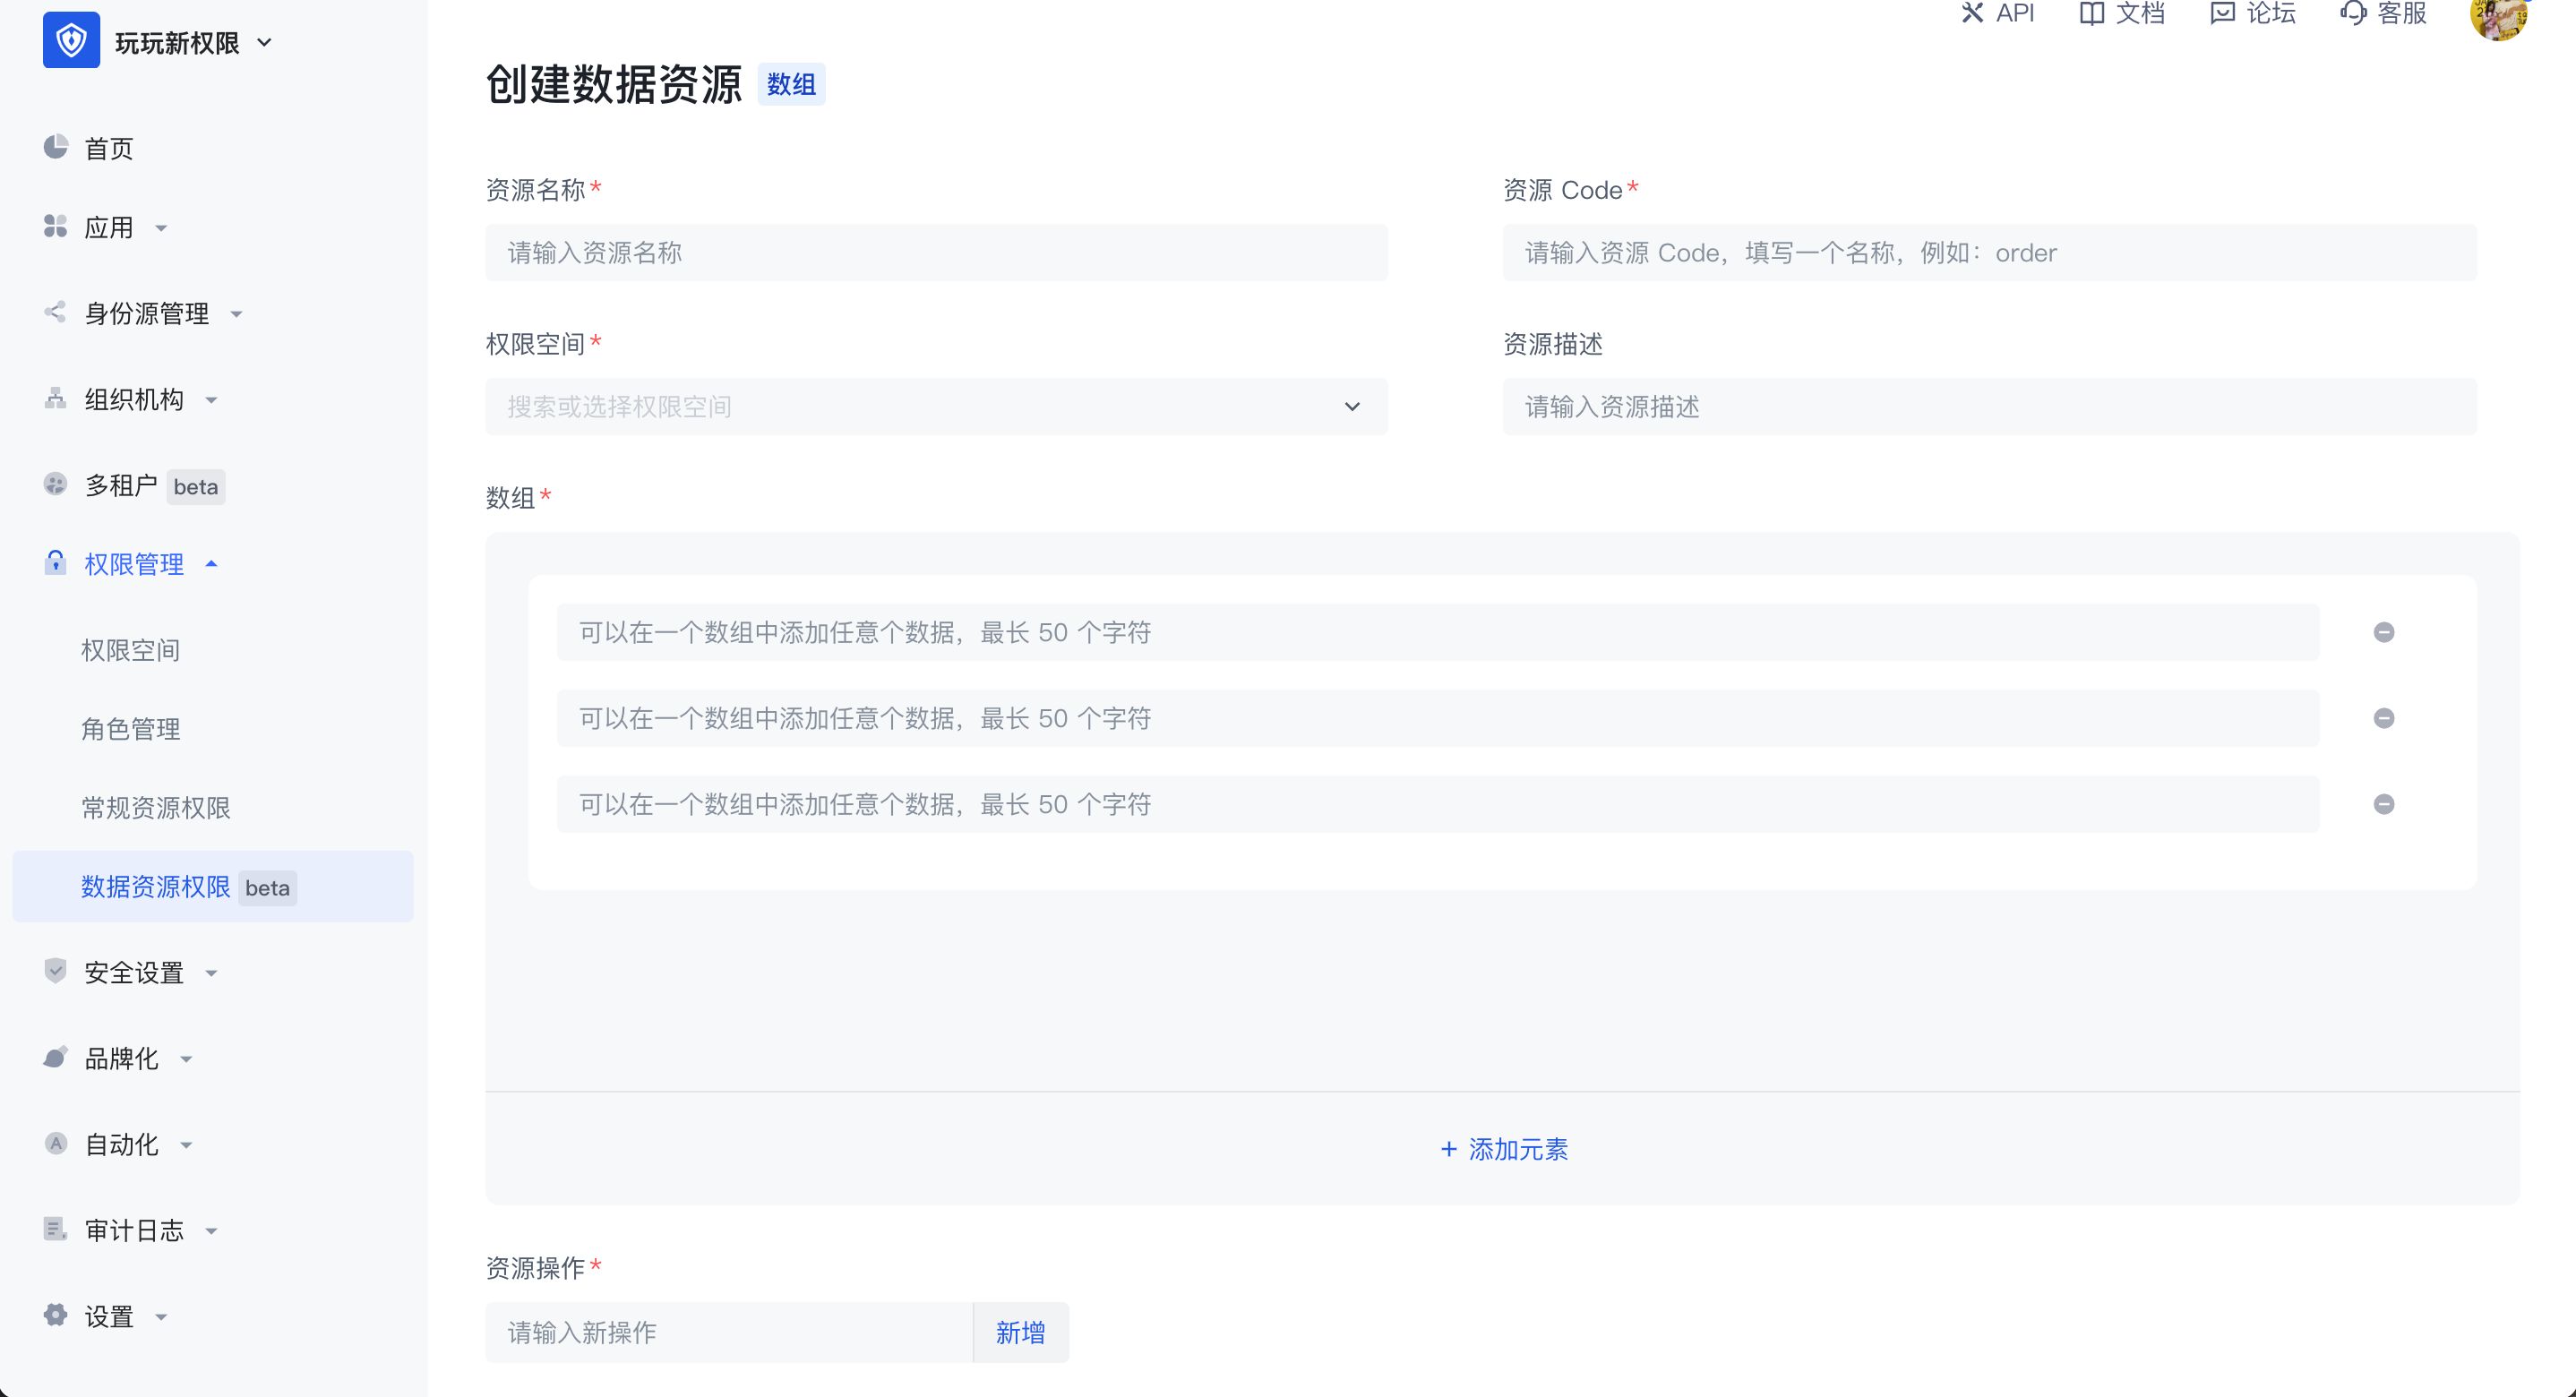 玩玩新权限
API 文档 论坛 客服
首页
应用
身份源管理
组织机构
多租户 beta
权限管理
权限空间
角色管理
常规资源权限
数据资源权限 beta
安全设置
品牌化
自动化
审计日志
设置
创建数据资源 数组
资源名称* 资源 Code*
请输入资源名称 请输入资源 Code，填写一个名称，例如：order
权限空间* 资源描述
搜索或选择权限空间 请输入资源描述
数组*
可以在一个数组中添加任意个数据，最长 50 个字符
可以在一个数组中添加任意个数据，最长 50 个字符
可以在一个数组中添加任意个数据，最长 50 个字符
+ 添加元素
资源操作*
请输入新操作 新增